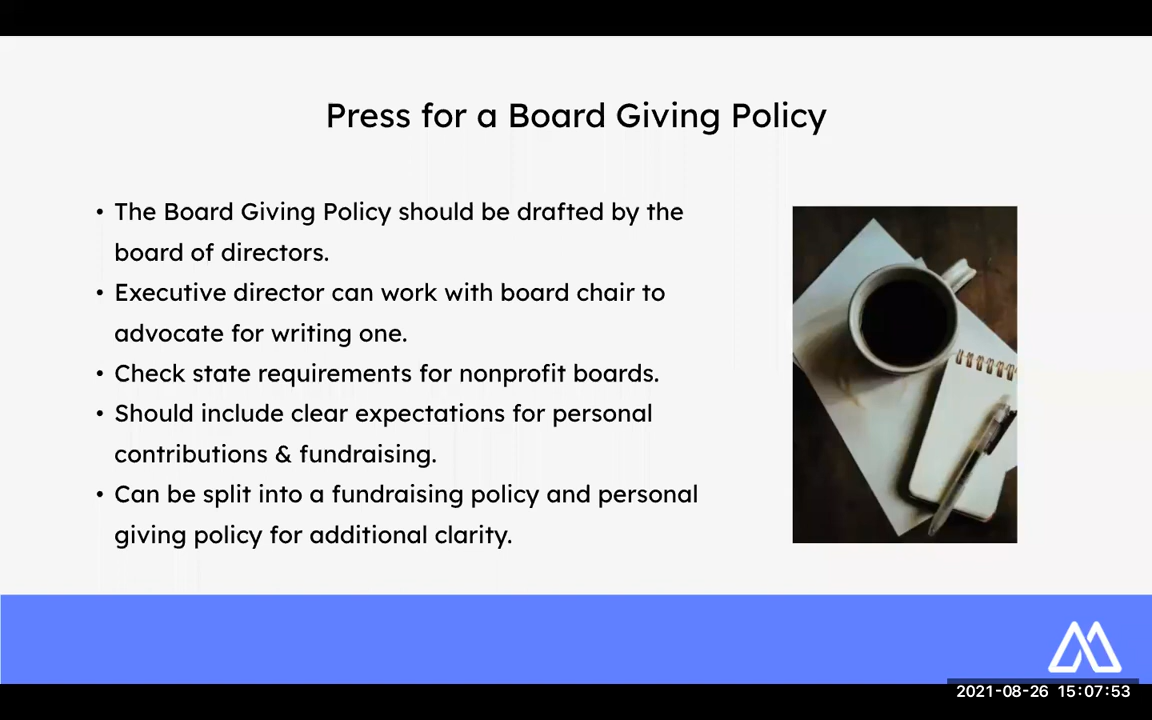 Press for a Board Giving Policy
• The Board Giving Policy should be drafted by the
board of directors.
• Executive director can work with board chair to
advocate for writing one.
• Check state requirements for nonprofit boards.
• Should include clear expectations for personal
contributions & fundraising.
• Can be split into a fundraising policy and personal
giving policy for additional clarity.
2021-08-26 15:07:53